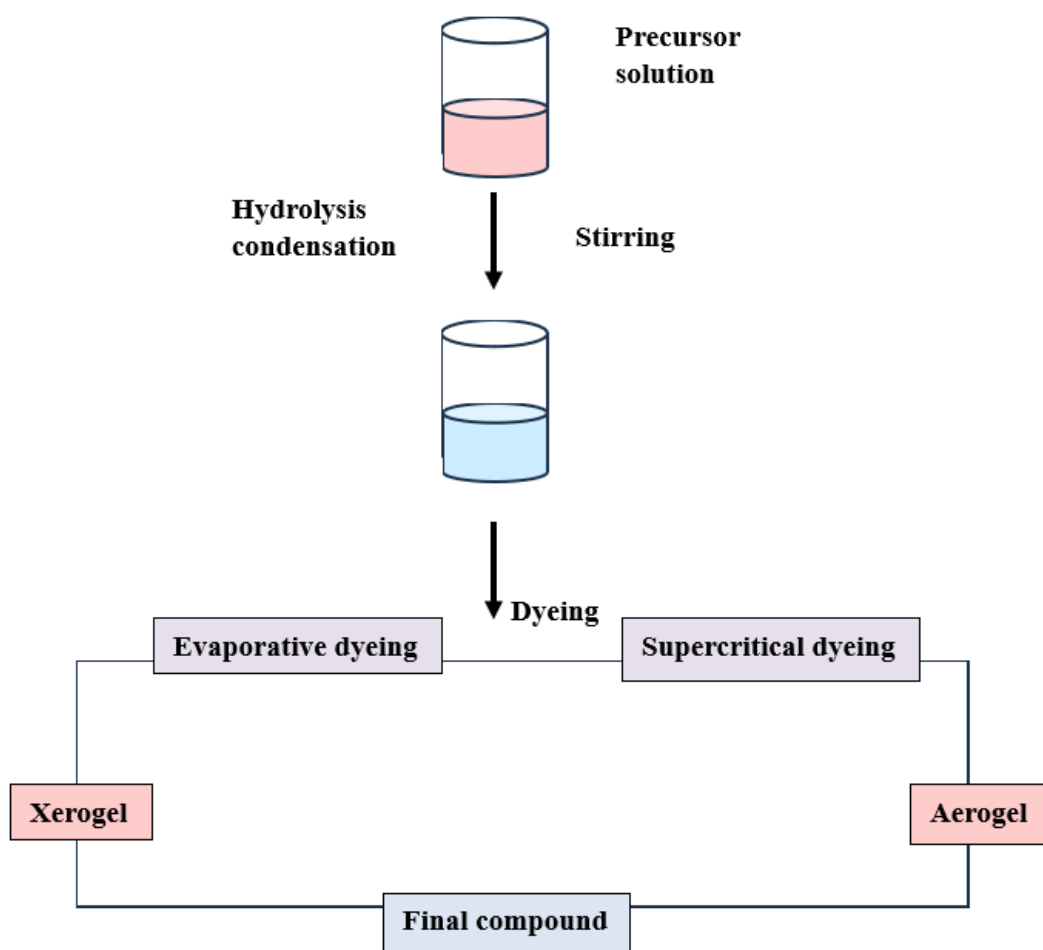 Precursor
solution
Hydrolysis
condensation
Stirring
Dyeing
Evaporative dyeing
Supercritical dyeing
Xerogel
Aerogel
Final compound